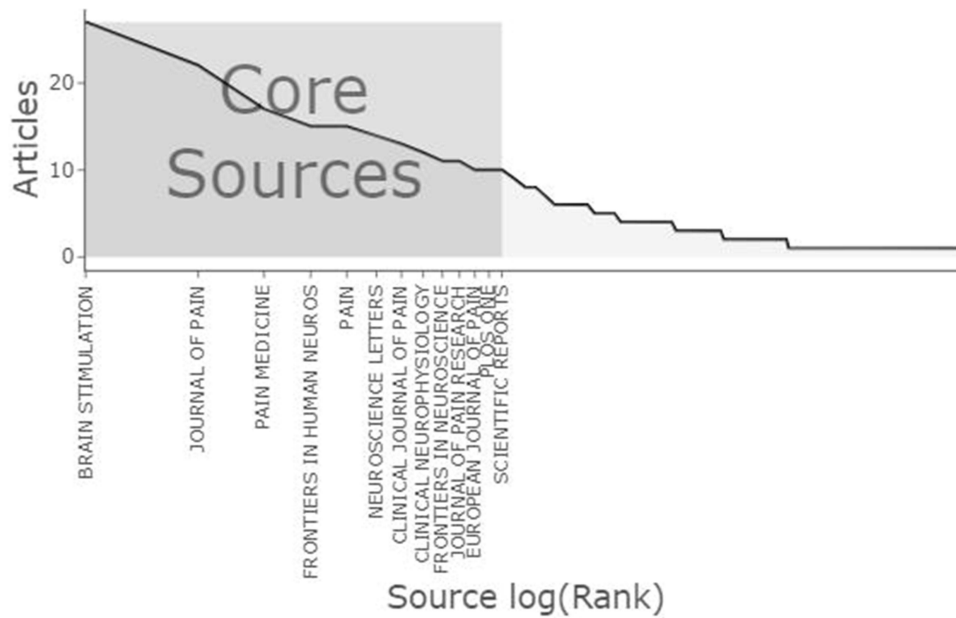 Core
Sources
Articles
20
10
0
BRAIN STIMULATION
JOURNAL OF PAIN
PAIN MEDICINE
FRONTIERS IN HUMAN NEUROS
PAIN
NEUROSCIENCE LETTERS
CLINICAL JOURNAL OF PAIN
CLINICAL NEUROPHYSIOLOGY
FRONTIERS IN NEUROSCIENCE
JOURNAL OF PAIN RESEARCH
EUROPEAN JOURNAL OF PAIN
PLOS ONE
SCIENTIFIC REPORTS
Source log(Rank)